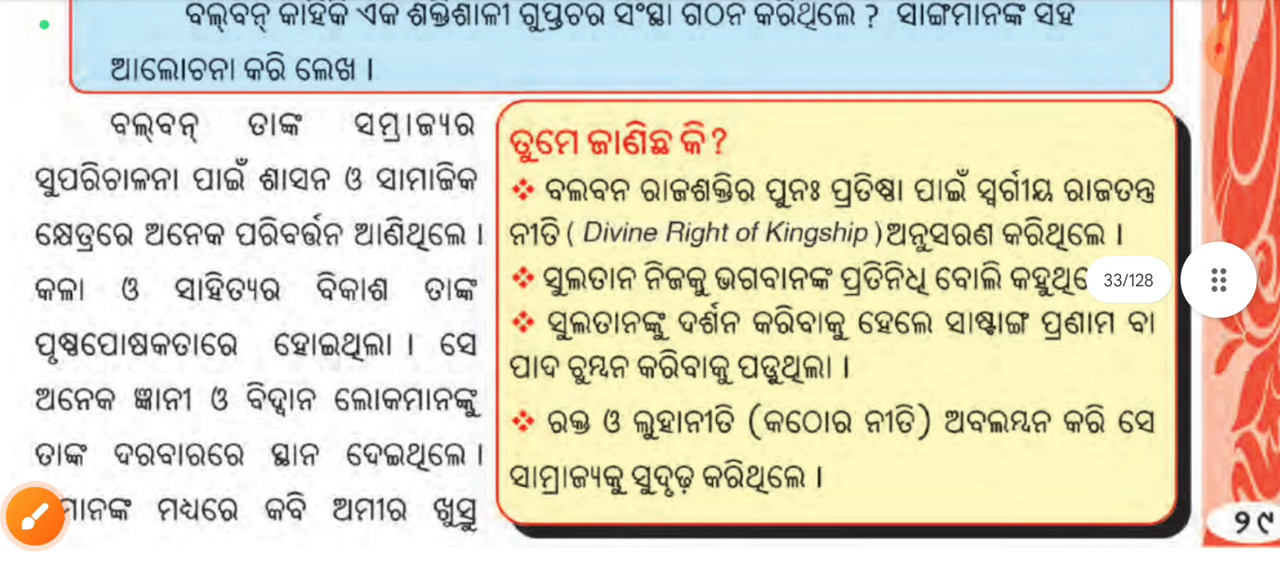 ବଲ୍‌ବନ୍ କାହିଁକି ଏକ ଶକ୍ତିଶାଳୀ ଗୁପ୍ତଚର ସଂସ୍ଥା ଗଠନ କରିଥିଲେ ? ସାଙ୍ଗମାନଙ୍କ ସହ
ଆଲୋଚନା କରି ଲେଖ ।
ବଲ୍‌ବନ୍ ତାଙ୍କ ସମ୍ରାଜ୍ୟର
ସୁପରିଚାଳନା ପାଇଁ ଶାସନ ଓ ସାମାଜିକ
କ୍ଷେତ୍ରରେ ଅନେକ ପରିବର୍ତ୍ତନ ଆଣିଥିଲେ ।
କଳା ଓ ସାହିତ୍ୟର ବିକାଶ ତାଙ୍କ
ପୃଷ୍ଠପୋଷକତାରେ ହୋଇଥିଲା । ସେ
ଅନେକ ଜ୍ଞାନୀ ଓ ବିଦ୍ୱାନ ଲୋକମାନଙ୍କୁ
ତାଙ୍କ ଦରବାରରେ ସ୍ଥାନ ଦେଇଥିଲେ ।
ମାନଙ୍କ ମଧ୍ୟରେ କବି ଅମୀର ଖୁସ୍ରୁ
ତୁମେ ଜାଣିଛ କି ?
❖ ବଲବନ ରାଜଶକ୍ତିର ପୁନଃ ପ୍ରତିଷ୍ଠା ପାଇଁ ସ୍ୱର୍ଗୀୟ ରାଜତନ୍ତ୍ର
ନୀତି ( Divine Right of Kingship ) ଅନୁସରଣ କରିଥିଲେ ।
❖ ସୁଲତାନ ନିଜକୁ ଭଗବାନଙ୍କ ପ୍ରତିନିଧି ବୋଲି
❖ ସୁଲତାନଙ୍କୁ ଦର୍ଶନ କରିବାକୁ ହେଲେ ସାଷ୍ଟାଙ୍ଗ ପ୍ରଣାମ ବା
ପାଦ ଚୁମ୍ବନ କରିବାକୁ ପଡୁଥିଲା ।
❖ ରକ୍ତ ଓ ଲୁହାନୀତି (କଠୋର ନୀତି) ଅବଲମ୍ବନ କରି ସେ
ସାମ୍ରାଜ୍ୟକୁ ସୁଦୃଢ଼ କରିଥିଲେ ।
33/128
୨୯